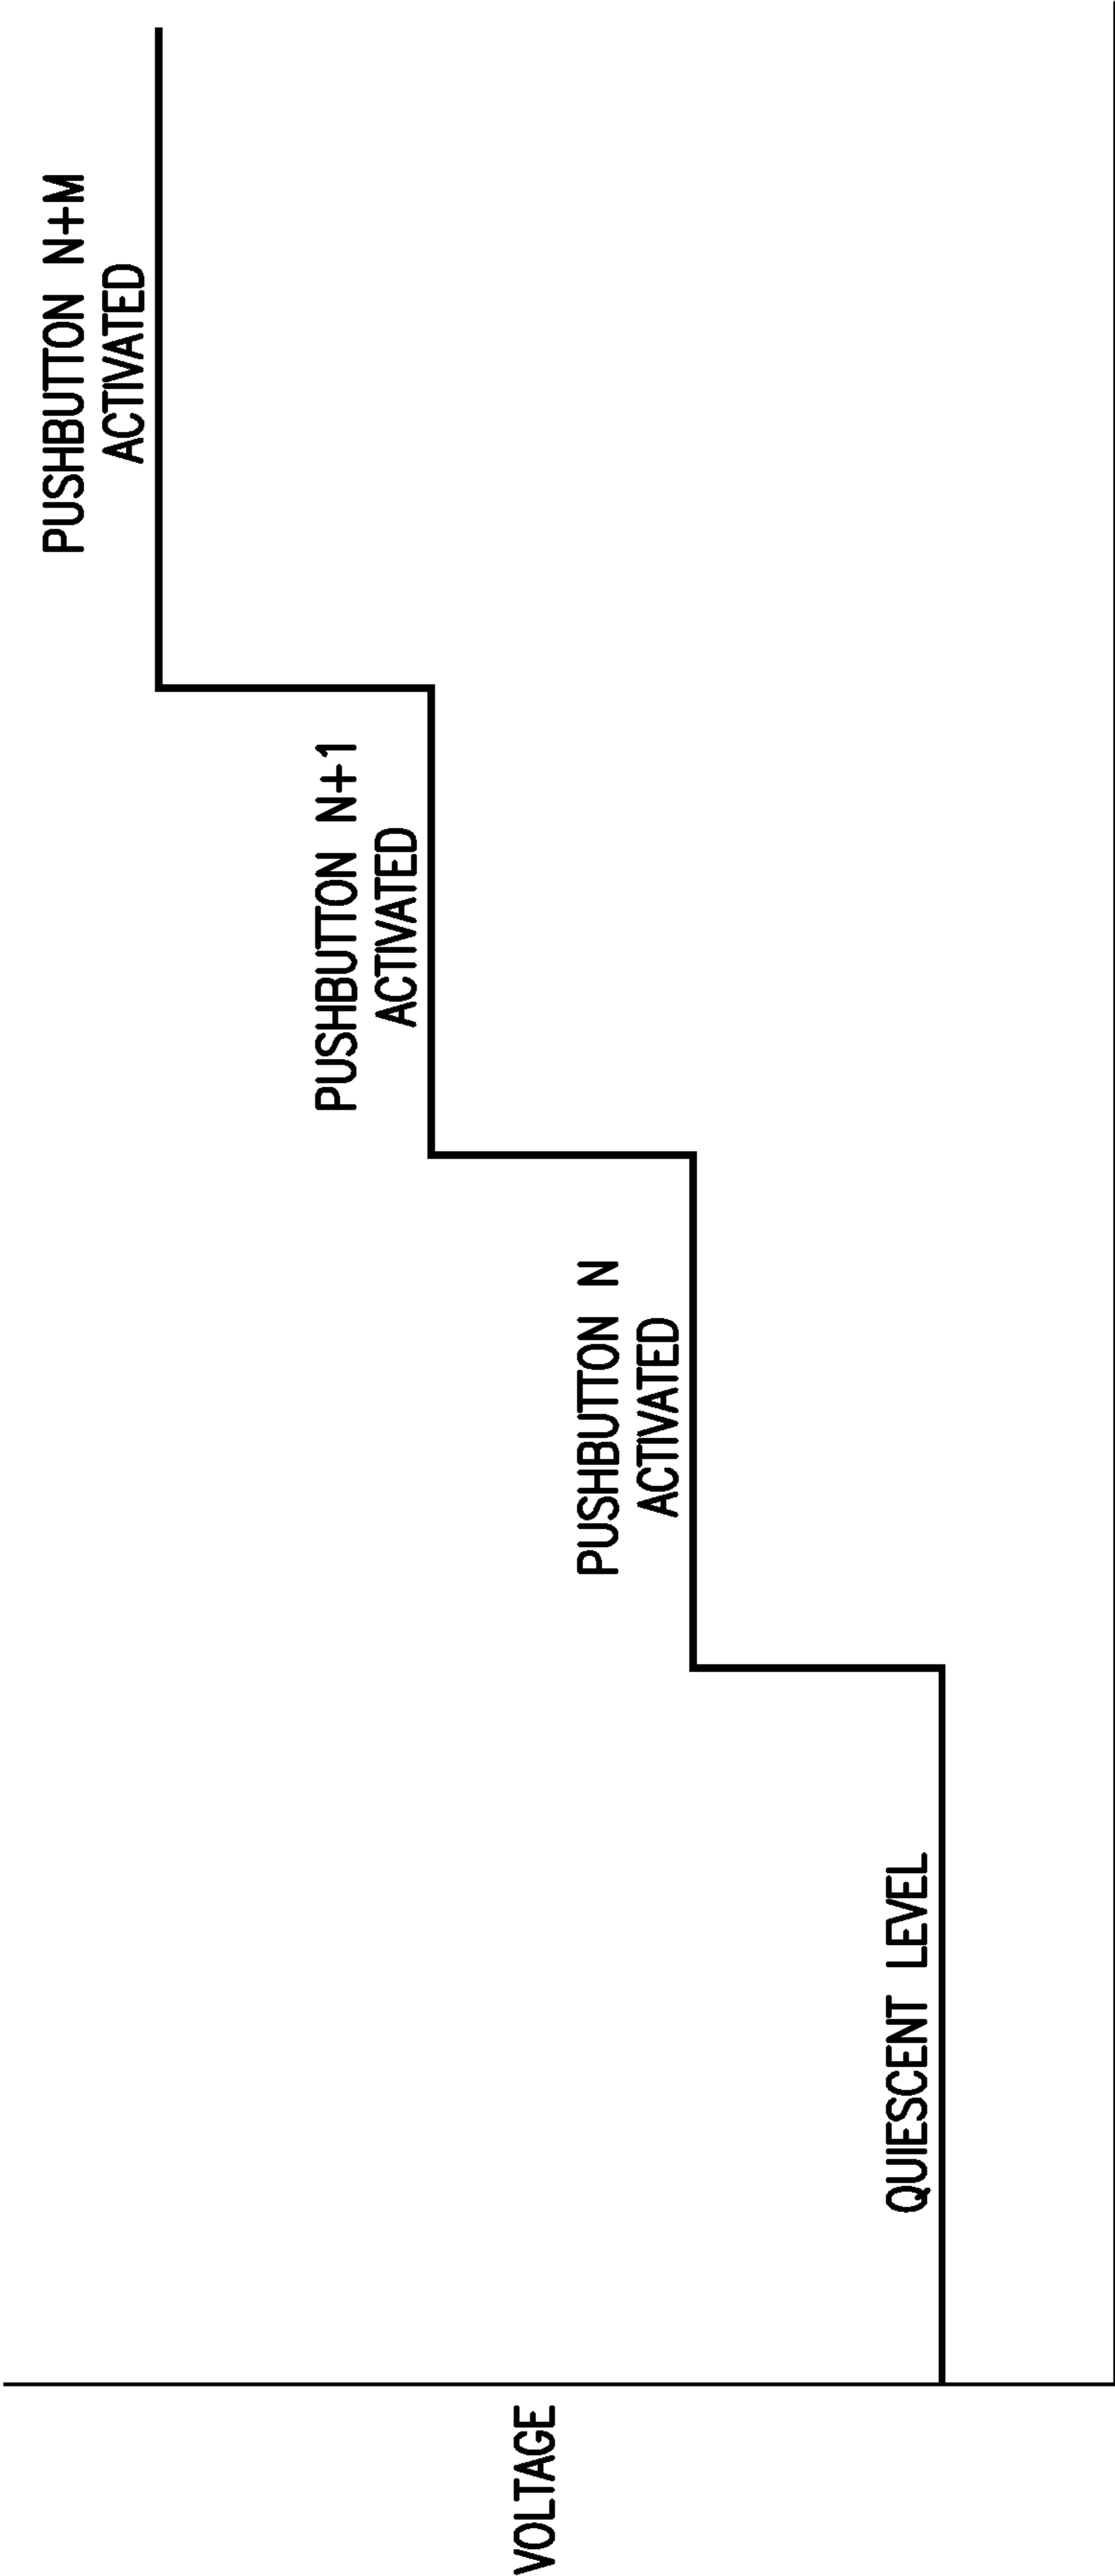 PUSHBUTTON N+M
ACTIVATED
PUSHBUTTON N+1
ACTIVATED
PUSHBUTTON N
ACTIVATED
QUIESCENT LEVEL
VOLTAGE